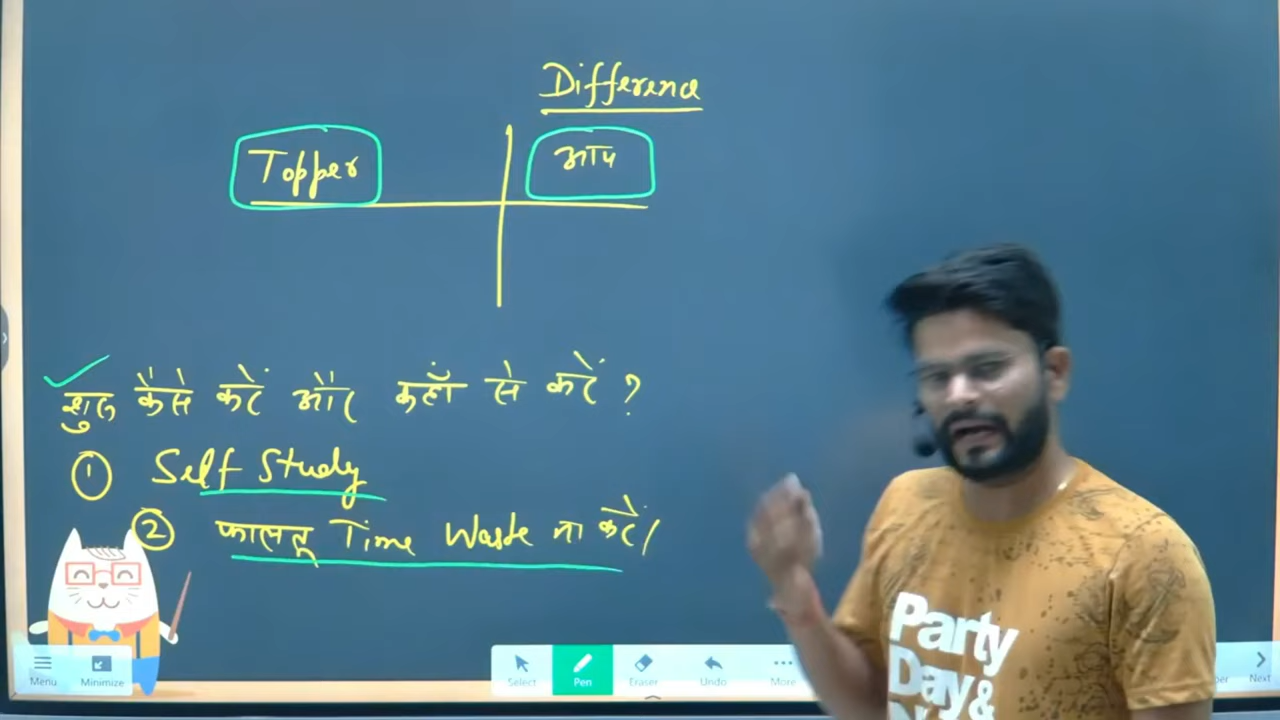 Difference
Topper
आप
शुरू कैसे करें और कहाँ से करें ?
① Self Study
② फालतू Time Waste ना करें।
Party
Day&
Menu
Minimize
Select
Pen
Eraser
Undo
More
Next